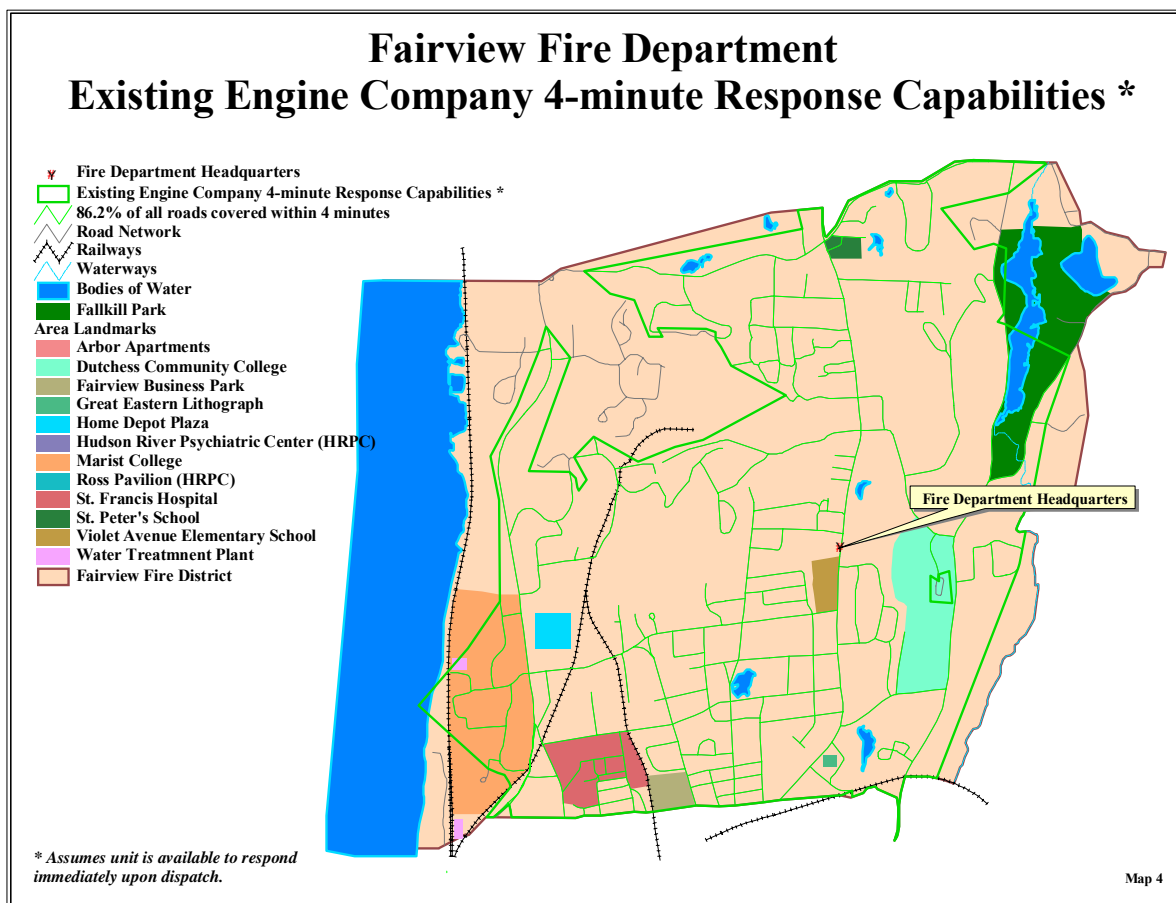 Fairview Fire Department
Existing Engine Company 4-minute Response Capabilities *
Fire Department Headquarters
Existing Engine Company 4-minute Response Capabilities *
86.2% of all roads covered within 4 minutes
Road Network
Railways
Waterways
Bodies of Water
Fallkill Park
Area Landmarks
Arbor Apartments
Dutchess Community College
Fairview Business Park
Great Eastern Lithograph
Home Depot Plaza
Hudson River Psychiatric Center (HRPC)
Marist College
Ross Pavilion (HRPC)
St. Francis Hospital
St. Peter's School
Violet Avenue Elementary School
Water Treatmnent Plant
Fairview Fire District
Fire Department Headquarters
* Assumes unit is available to respond
immediately upon dispatch.
Map 4